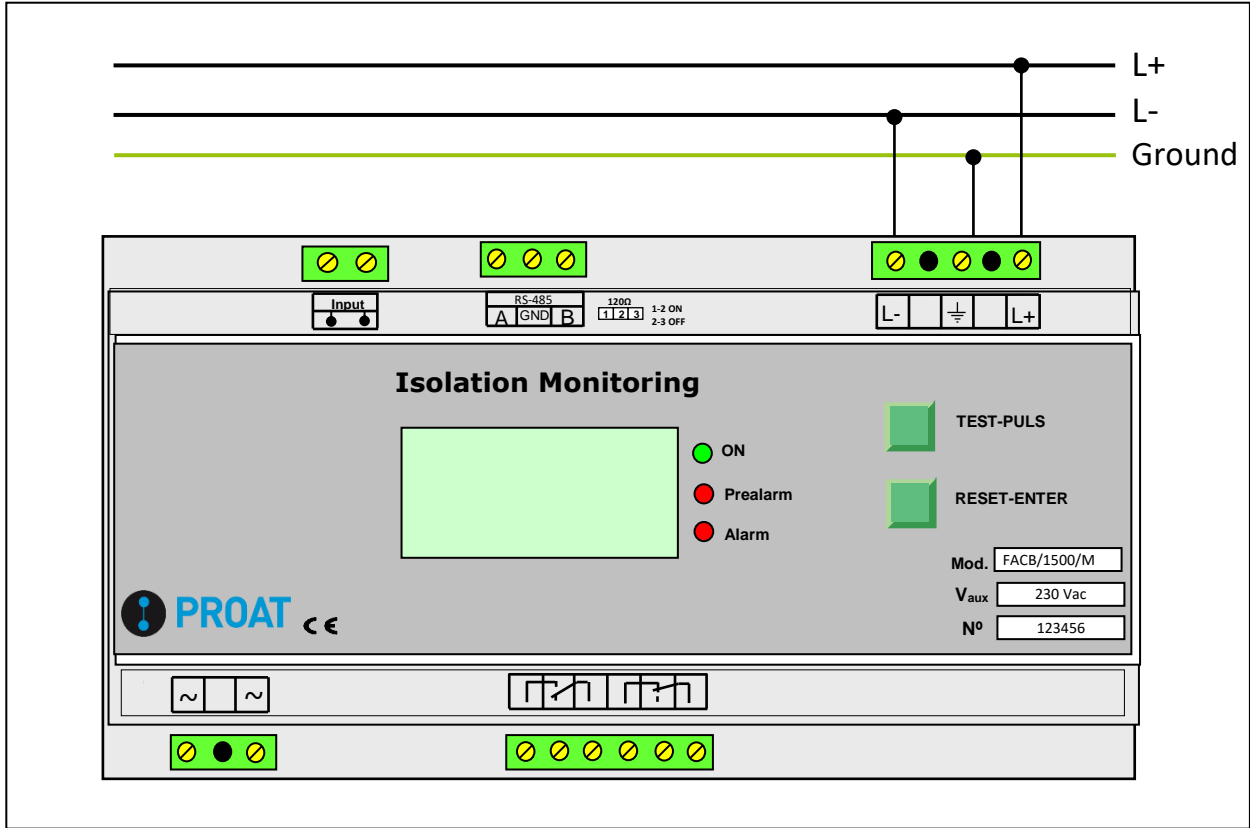 L+
L-
Ground
Input
RS-485
A GND B
120Ω
1 2 3
1-2 ON
2-3 OFF
L- L+
Isolation Monitoring
ON
Prealarm
Alarm
TEST-PULS
RESET-ENTER
Mod. FACB/1500/M
Vaux 230 Vac
Nº 123456
PROAT CE
~ ~